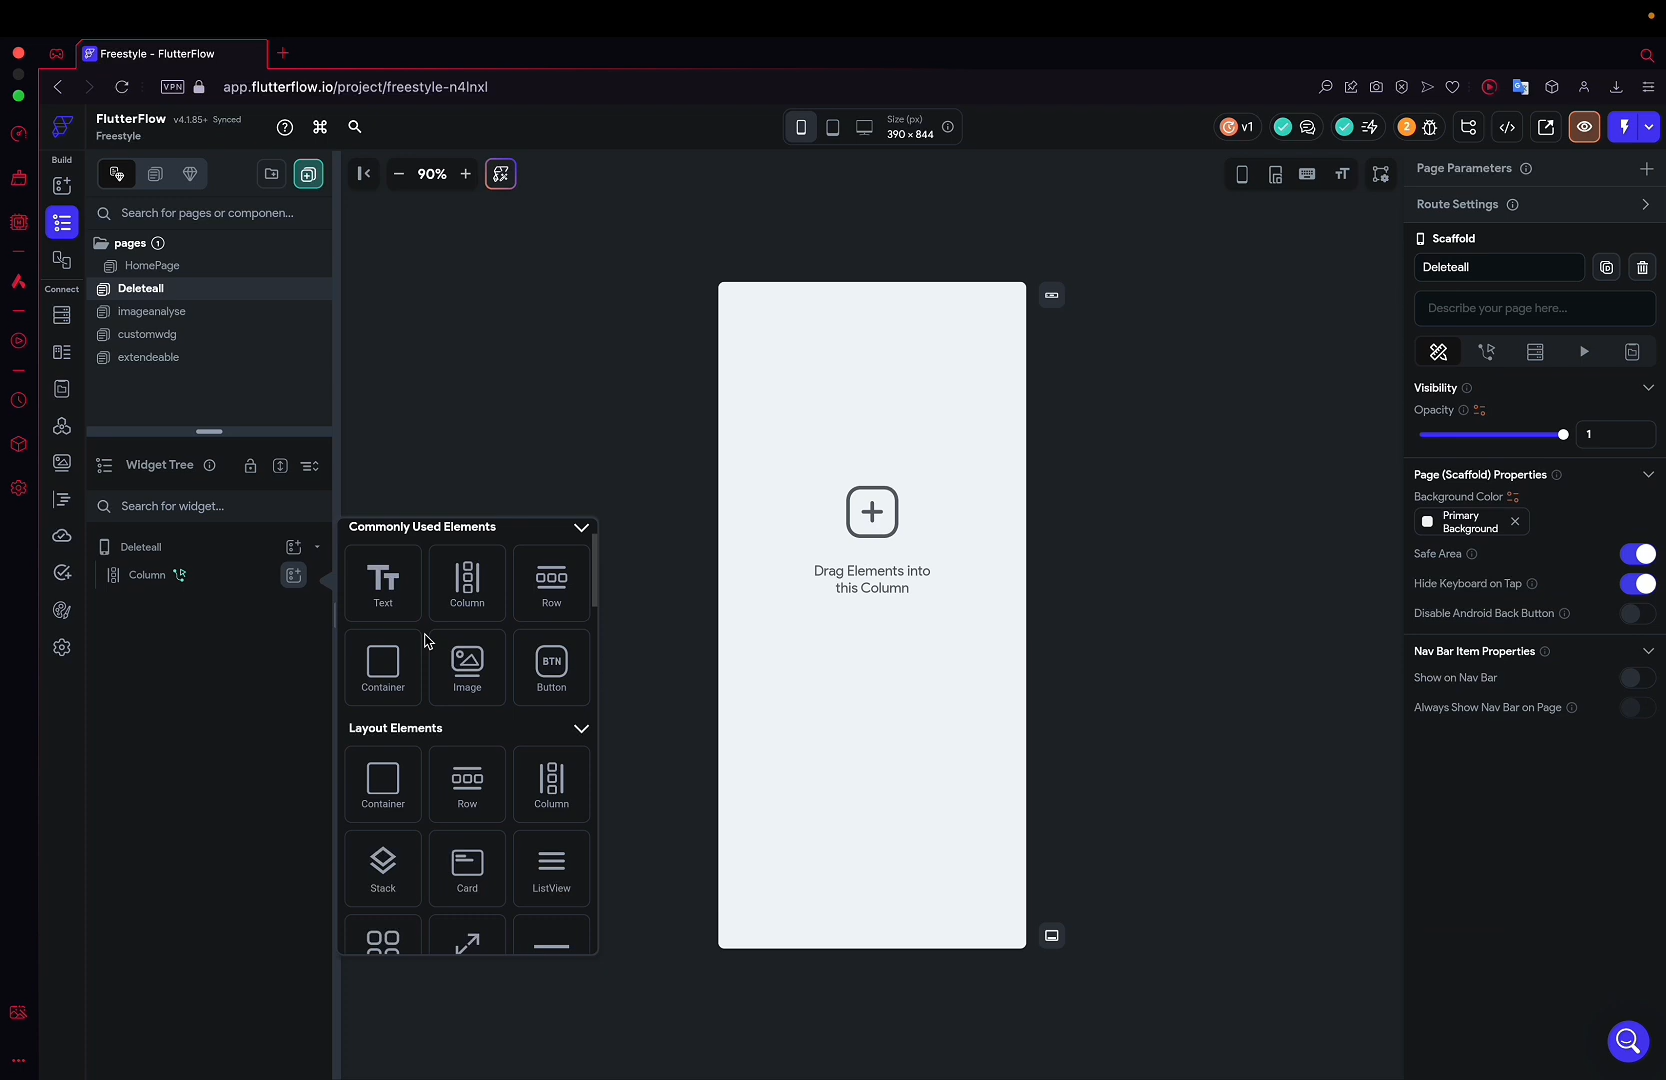 Freestyle - FlutterFlow
VPN
app.flutterflow.io/project/freestyle-n4lnxl
FlutterFlow v4.1.85+ Synced
Freestyle
Size (px)
390 x 844
v1
2
Build
90%
Page Parameters
Search for pages or componen...
Route Settings
pages 1
Scaffold
HomePage
Deleteall
Deleteall
Connect
imageanalyse
Describe your page here...
customwdg
extendeable
Visibility
Opacity
1
Widget Tree
Page (Scaffold) Properties
Background Color
Search for widget...
Primary
Background
Commonly Used Elements
Deleteall
Safe Area
Column
Hide Keyboard on Tap
Drag Elements into
this Column
Text
Column
Row
Disable Android Back Button
Nav Bar Item Properties
BTN
Container
Image
Button
Show on Nav Bar
Always Show Nav Bar on Page
Layout Elements
Container
Row
Column
Stack
Card
ListView